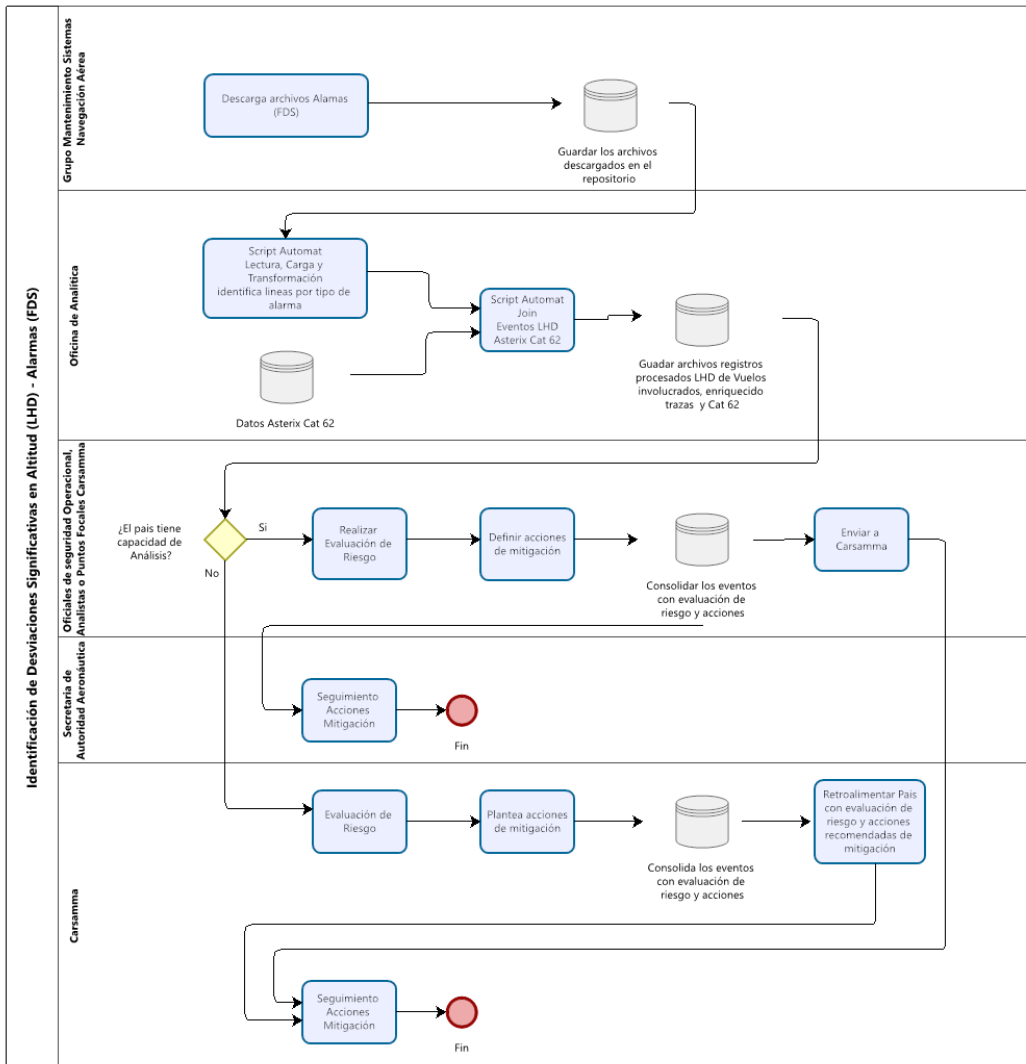 Identificación de Desviaciones Significativas en Altitud (LHD) - Alarmas (FDS)
Grupo Mantenimiento Sistemas
Navegación Aérea
Descarga archivos Alamas
(FDS)
Guardar los archivos
descargados en el
repositorio
Oficina de Analítica
Script Automat
Lectura, Carga y
Transformación
identifica lineas por tipo de
alarma
Script Automat
Join
Eventos LHD
Asterix Cat 62
Guadar archivos registros
procesados LHD de Vuelos
involucrados, enriquecido
trazas y Cat 62
Datos Asterix Cat 62
Oficiales de seguridad Operacional,
Analistas o Puntos Focales Carsamma
¿El pais tiene
capacidad de
Análisis?
Si
No
Realizar
Evaluación de
Riesgo
Definir acciones
de mitigación
Consolidar los eventos
con evaluación de
riesgo y acciones
Enviar a
Carsamma
Secretaria de
Autoridad Aeronáutica
Seguimiento
Acciones
Mitigación
Fin
Carsamma
Evaluación de
Riesgo
Plantea acciones
de mitigación
Consolida los eventos
con evaluación de
riesgo y acciones
Retroalimentar Pais
con evaluación de
riesgo y acciones
recomendadas de
mitigación
Seguimiento
Acciones
Mitigación
Fin